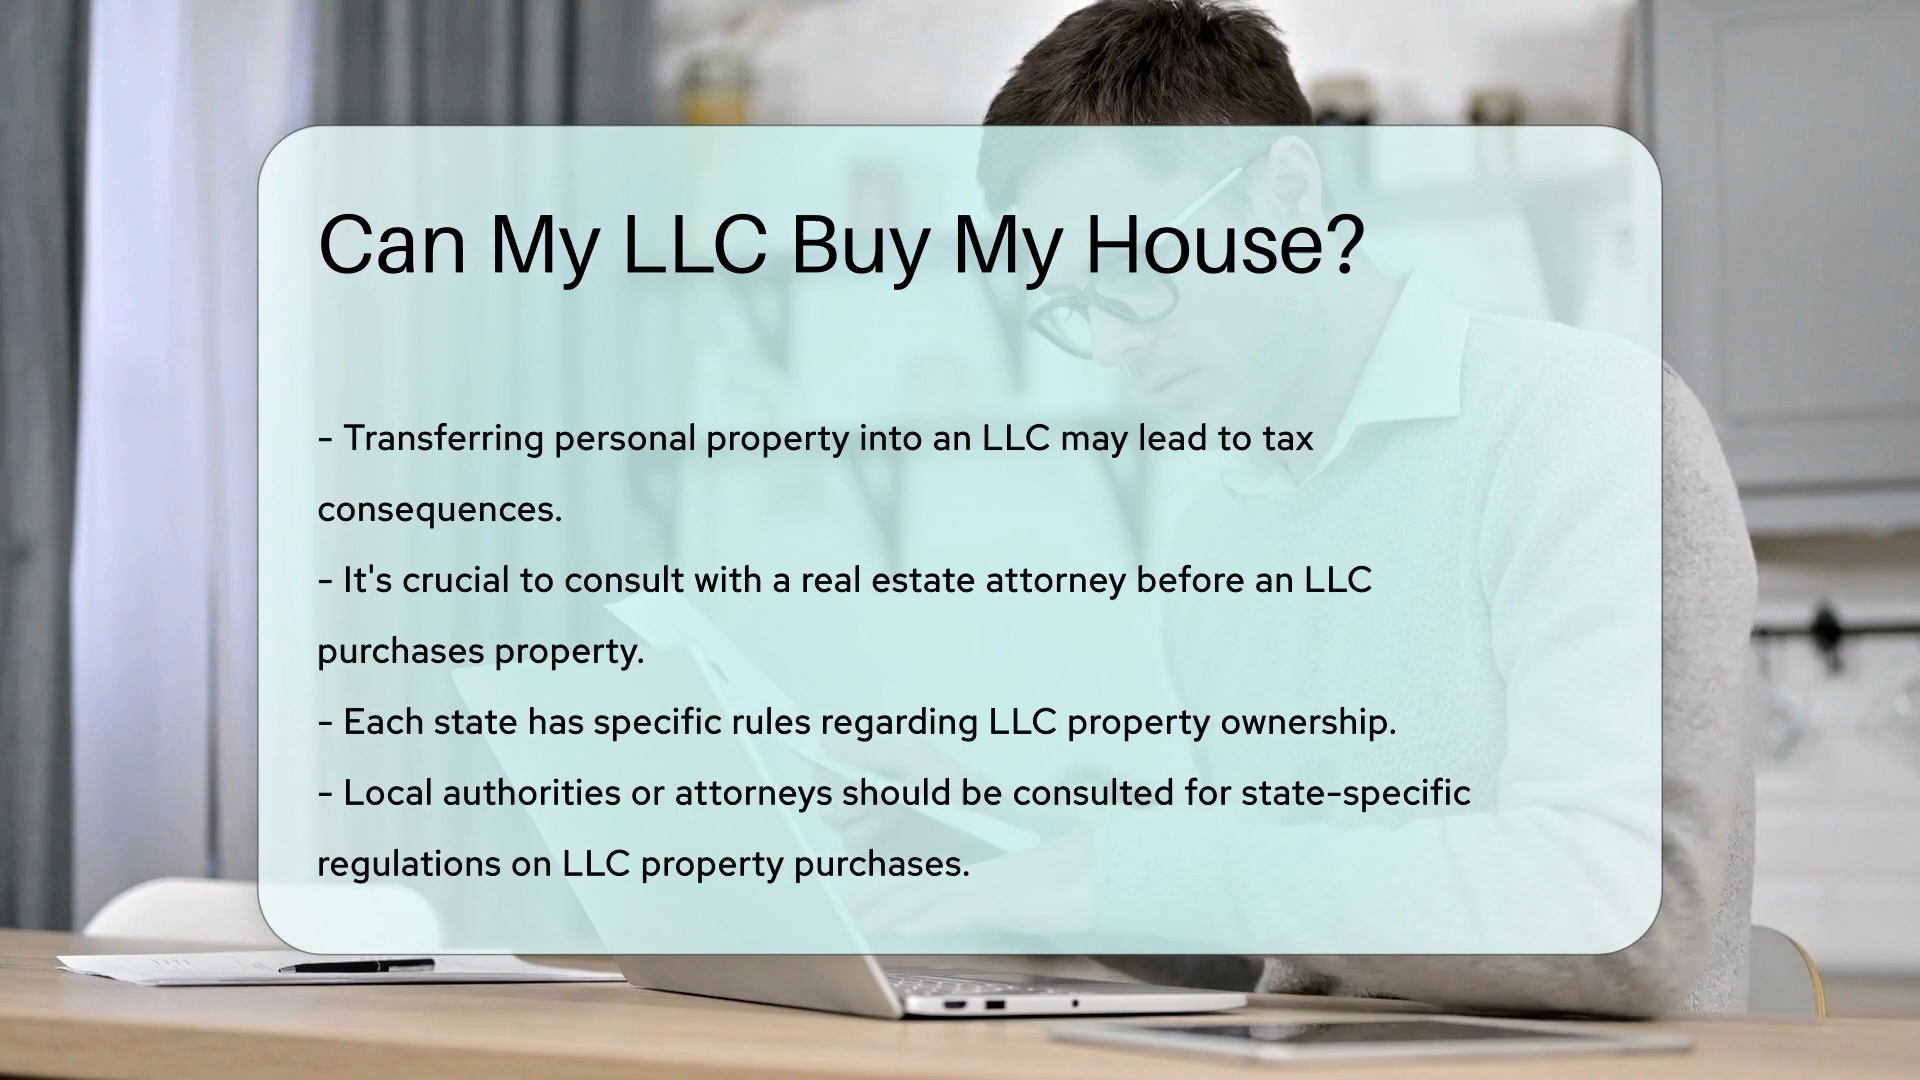 Can My LLC Buy My House?
- Transferring personal property into an LLC may lead to tax
consequences.
- It's crucial to consult with a real estate attorney before an LLC
purchases property.
- Each state has specific rules regarding LLC property ownership.
- Local authorities or attorneys should be consulted for state-specific
regulations on LLC property purchases.